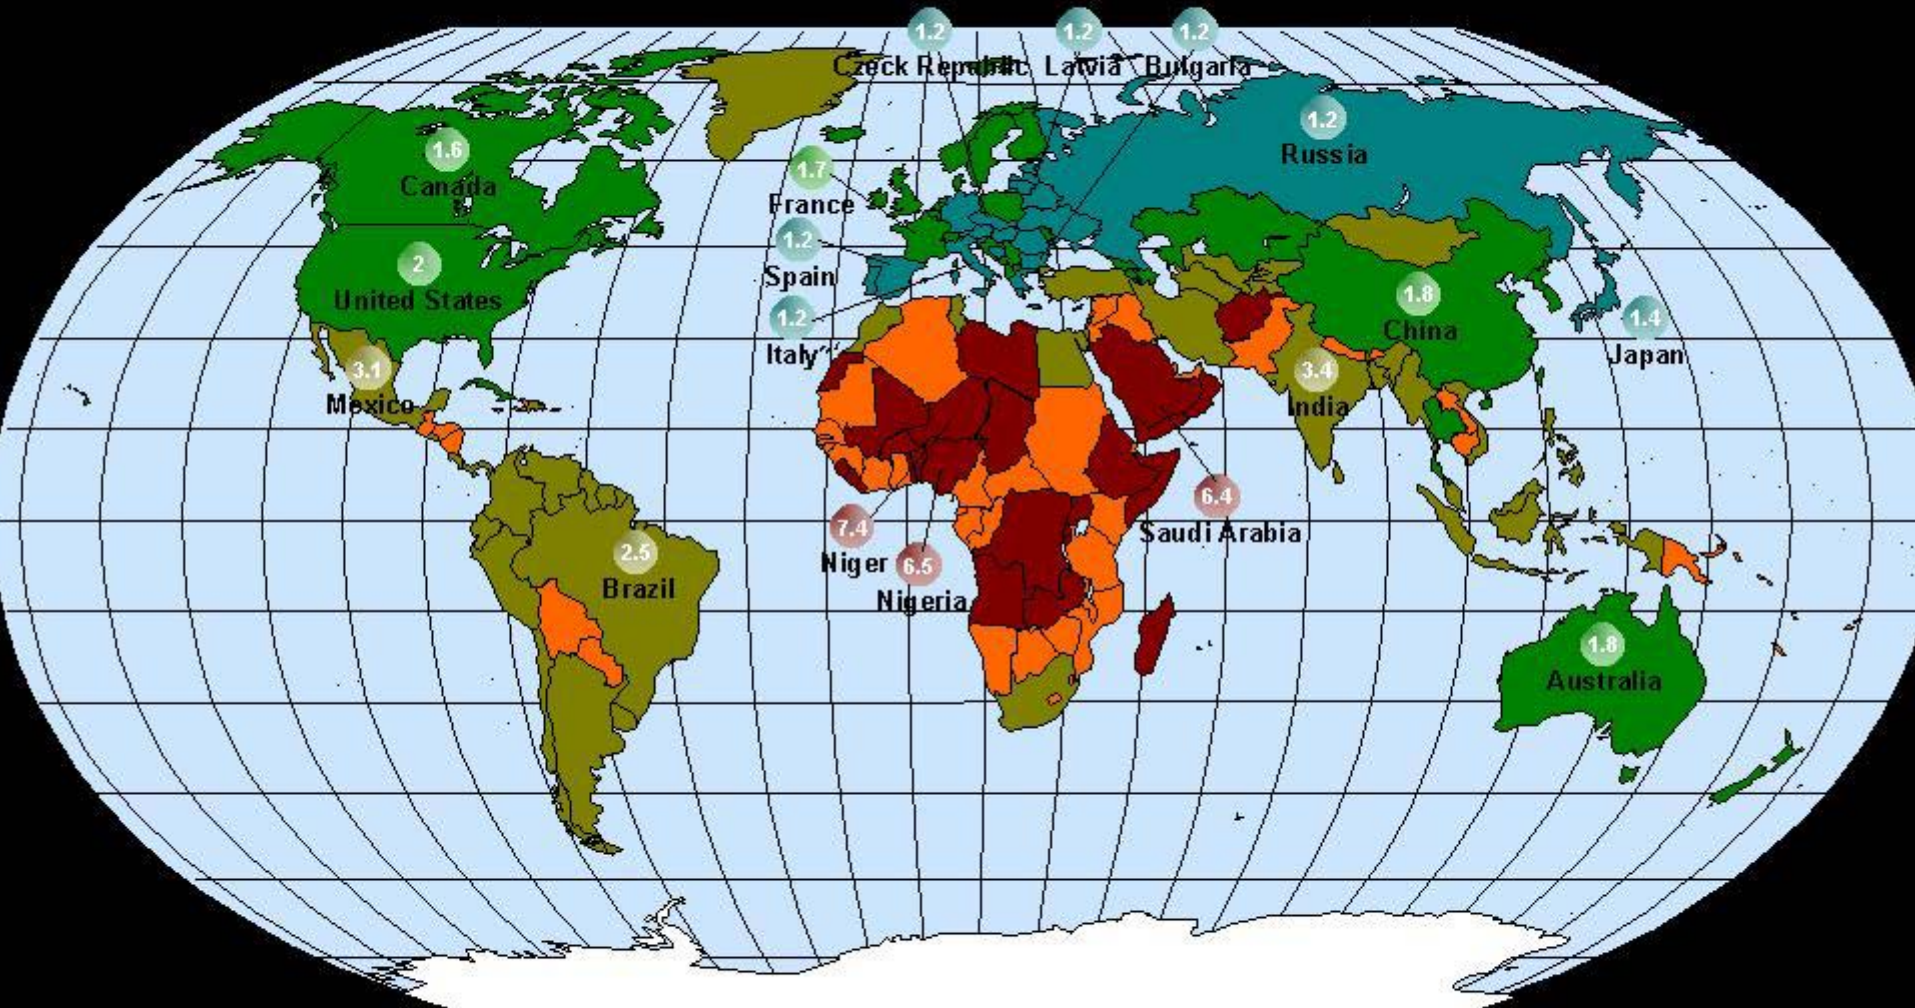 1.2
1.2
1.2
Czeck Republic
Latvia
Bulgaria
1.2
Russia
1.6
Canada
1.7
France
1.2
Spain
2
United States
1.8
China
1.2
Italy
1.4
Japan
3.1
Mexico
3.4
India
6.4
Saudi Arabia
7.4
Niger
6.5
Nigeria
2.5
Brazil
1.8
Australia